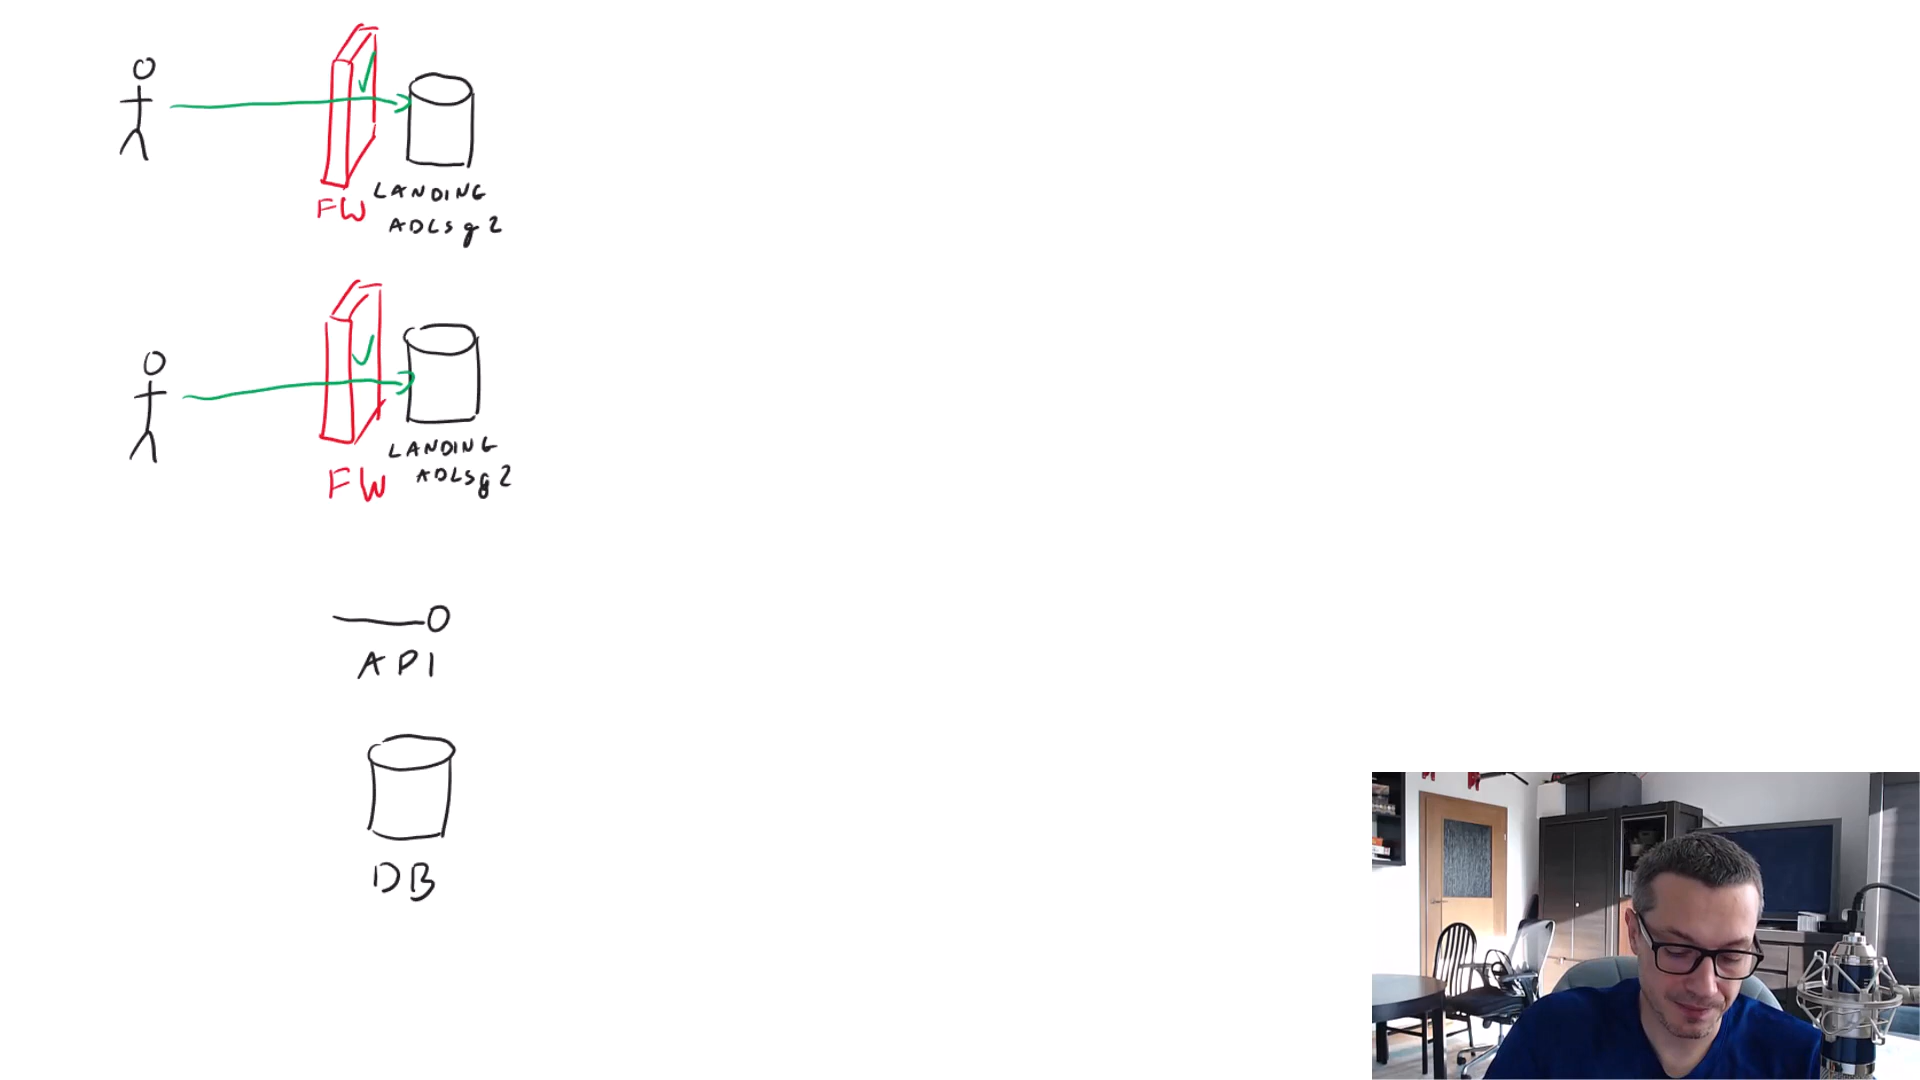 FW
LANDING
ADLSg2
LANDING
ADLSg2
FW
API
DB